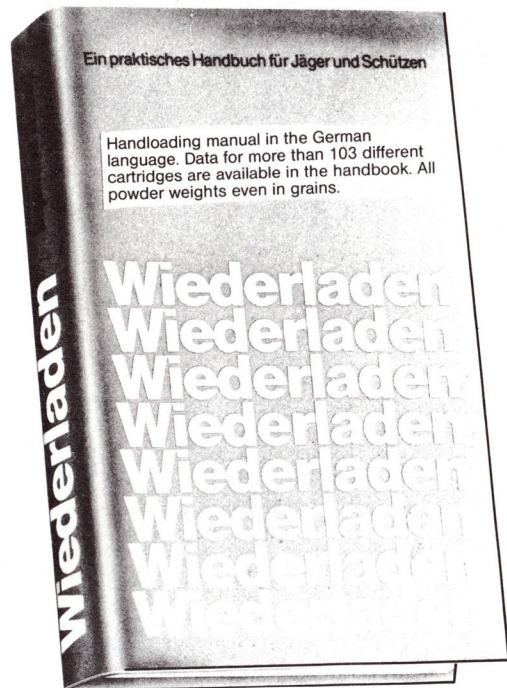 Ein praktisches Handbuch für Jäger und Schützen
Handloading manual in the German
language. Data for more than 103 different
cartridges are available in the handbook. All
powder weights even in grains.
Wiederladen
Wiederladen
Wiederladen
Wiederladen
Wiederladen
Wiederladen
Wiederladen
Wiederladen
Wiederladen